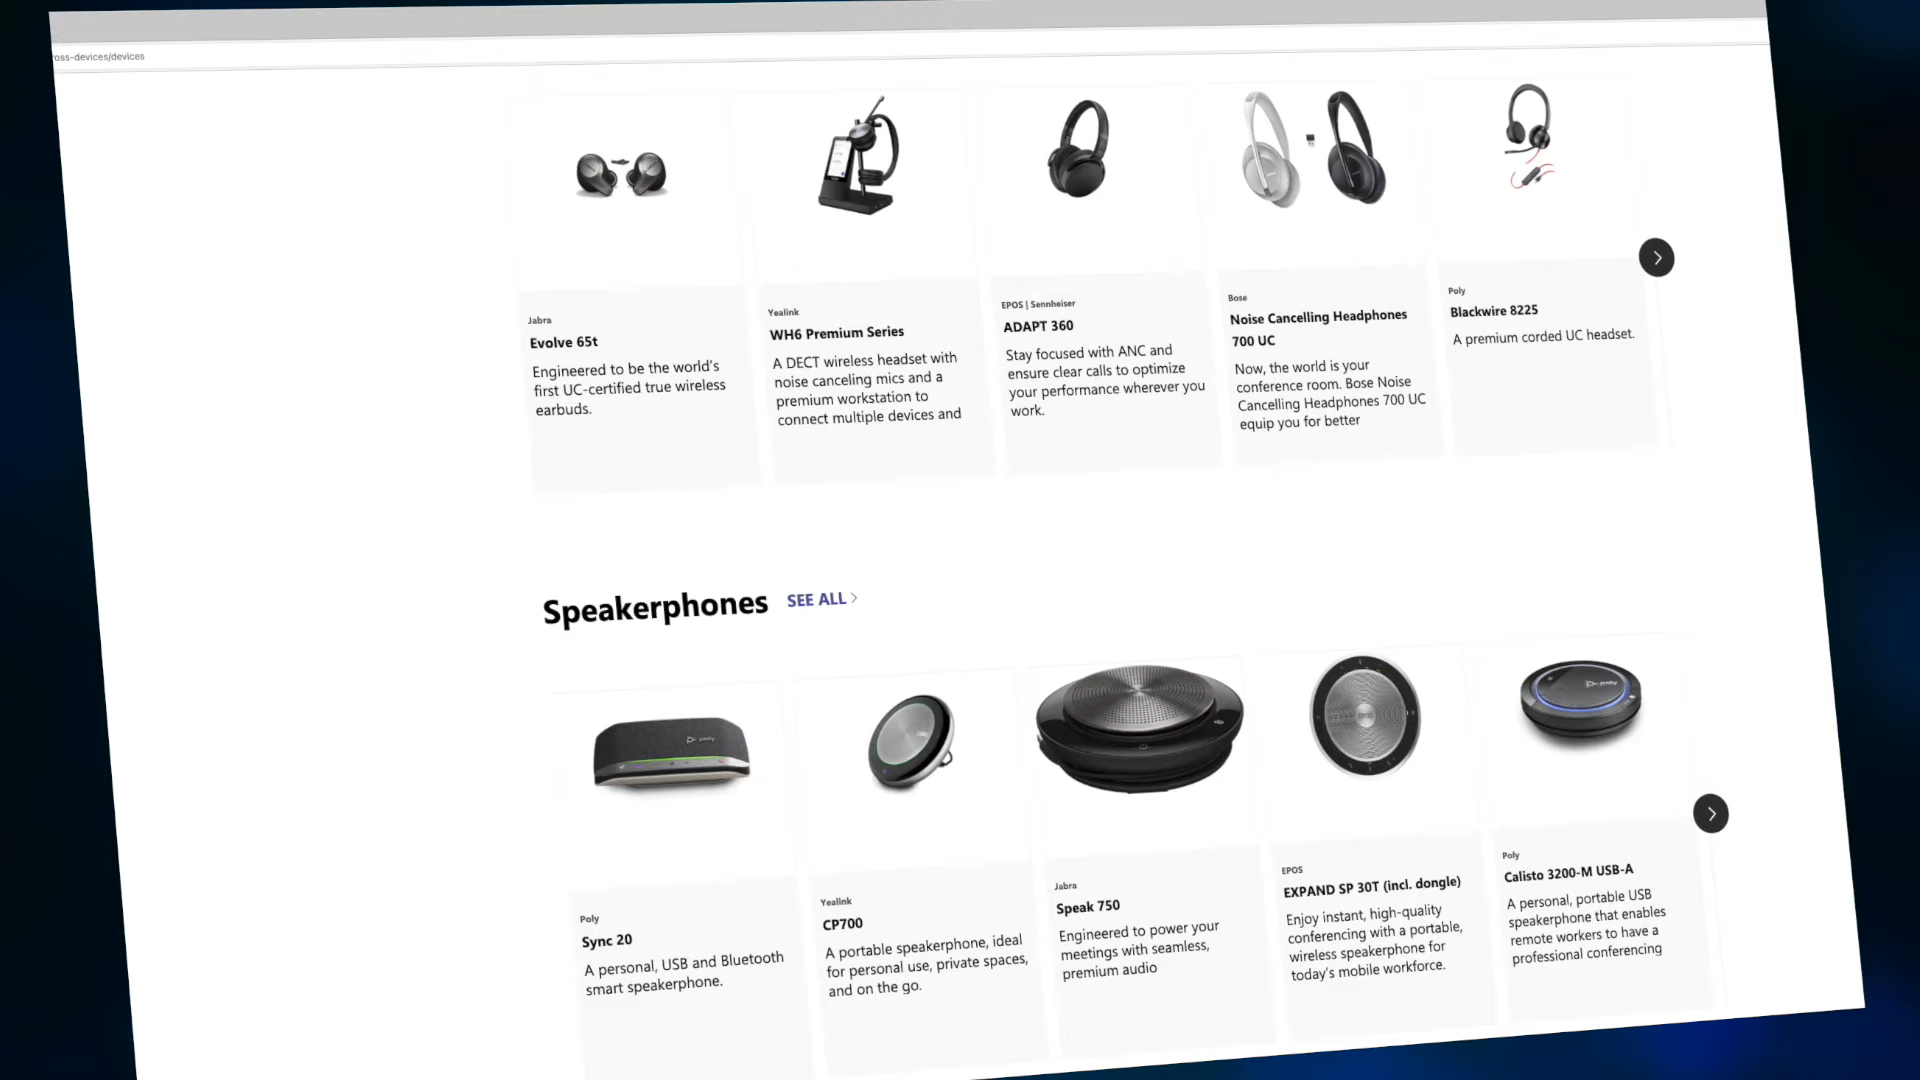 oss-devices/devices
Jabra
Evolve 65t
Engineered to be the world's
first UC-certified true wireless
earbuds.
Yealink
WH6 Premium Series
A DECT wireless headset with
noise canceling mics and a
premium workstation to
connect multiple devices and
EPOS | Sennheiser
ADAPT 360
Stay focused with ANC and
ensure clear calls to optimize
your performance wherever you
work.
Bose
Noise Cancelling Headphones
700 UC
Now, the world is your
conference room. Bose Noise
Cancelling Headphones 700 UC
equip you for better
Poly
Blackwire 8225
A premium corded UC headset.
Speakerphones SEE ALL >
poly
poly
Poly
Sync 20
A personal, USB and Bluetooth
smart speakerphone.
Yealink
CP700
A portable speakerphone, ideal
for personal use, private spaces,
and on the go.
Jabra
Speak 750
Engineered to power your
meetings with seamless,
premium audio
EPOS
EXPAND SP 30T (incl. dongle)
Enjoy instant, high-quality
conferencing with a portable,
wireless speakerphone for
today's mobile workforce.
Poly
Calisto 3200-M USB-A
A personal, portable USB
speakerphone that enables
remote workers to have a
professional conferencing